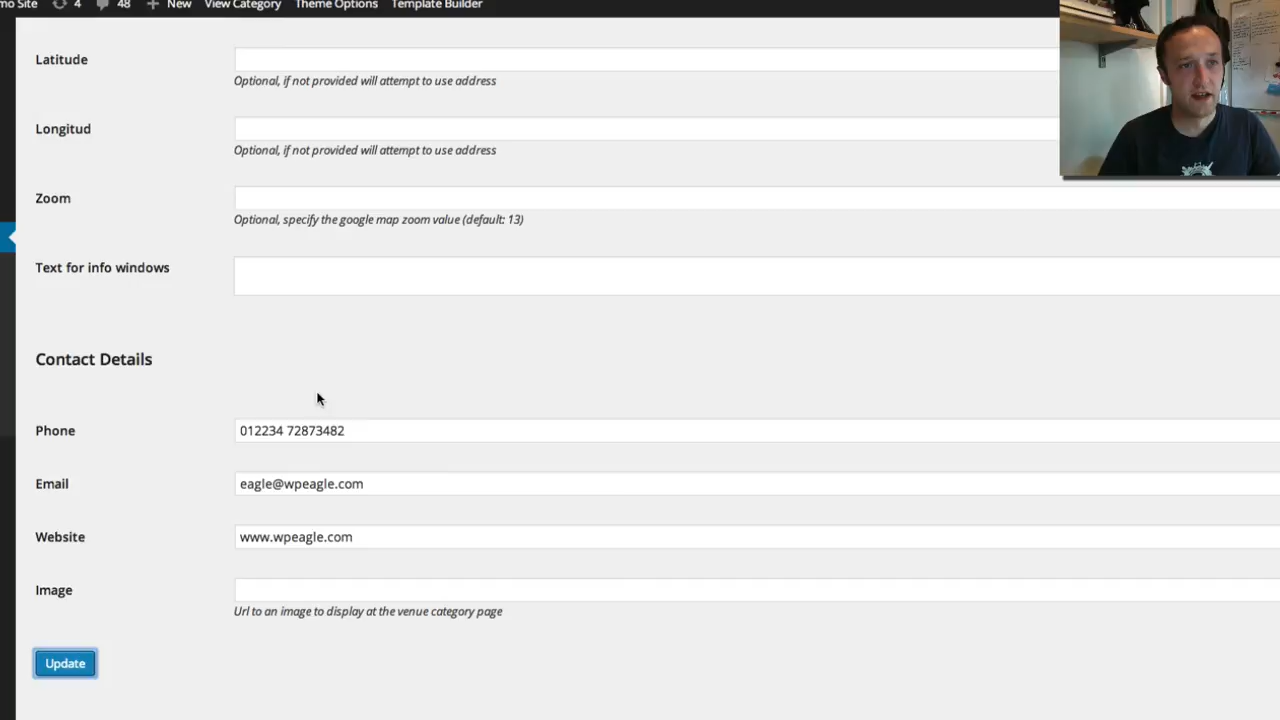 mo Site 4 48 New View Category Theme Options Template Builder
Latitude
Optional, if not provided will attempt to use address
Longitud
Optional, if not provided will attempt to use address
Zoom
Optional, specify the google map zoom value (default: 13)
Text for info windows
Contact Details
Phone 012234 72873482
Email eagle@wpeagle.com
Website www.wpeagle.com
Image
Url to an image to display at the venue category page
Update